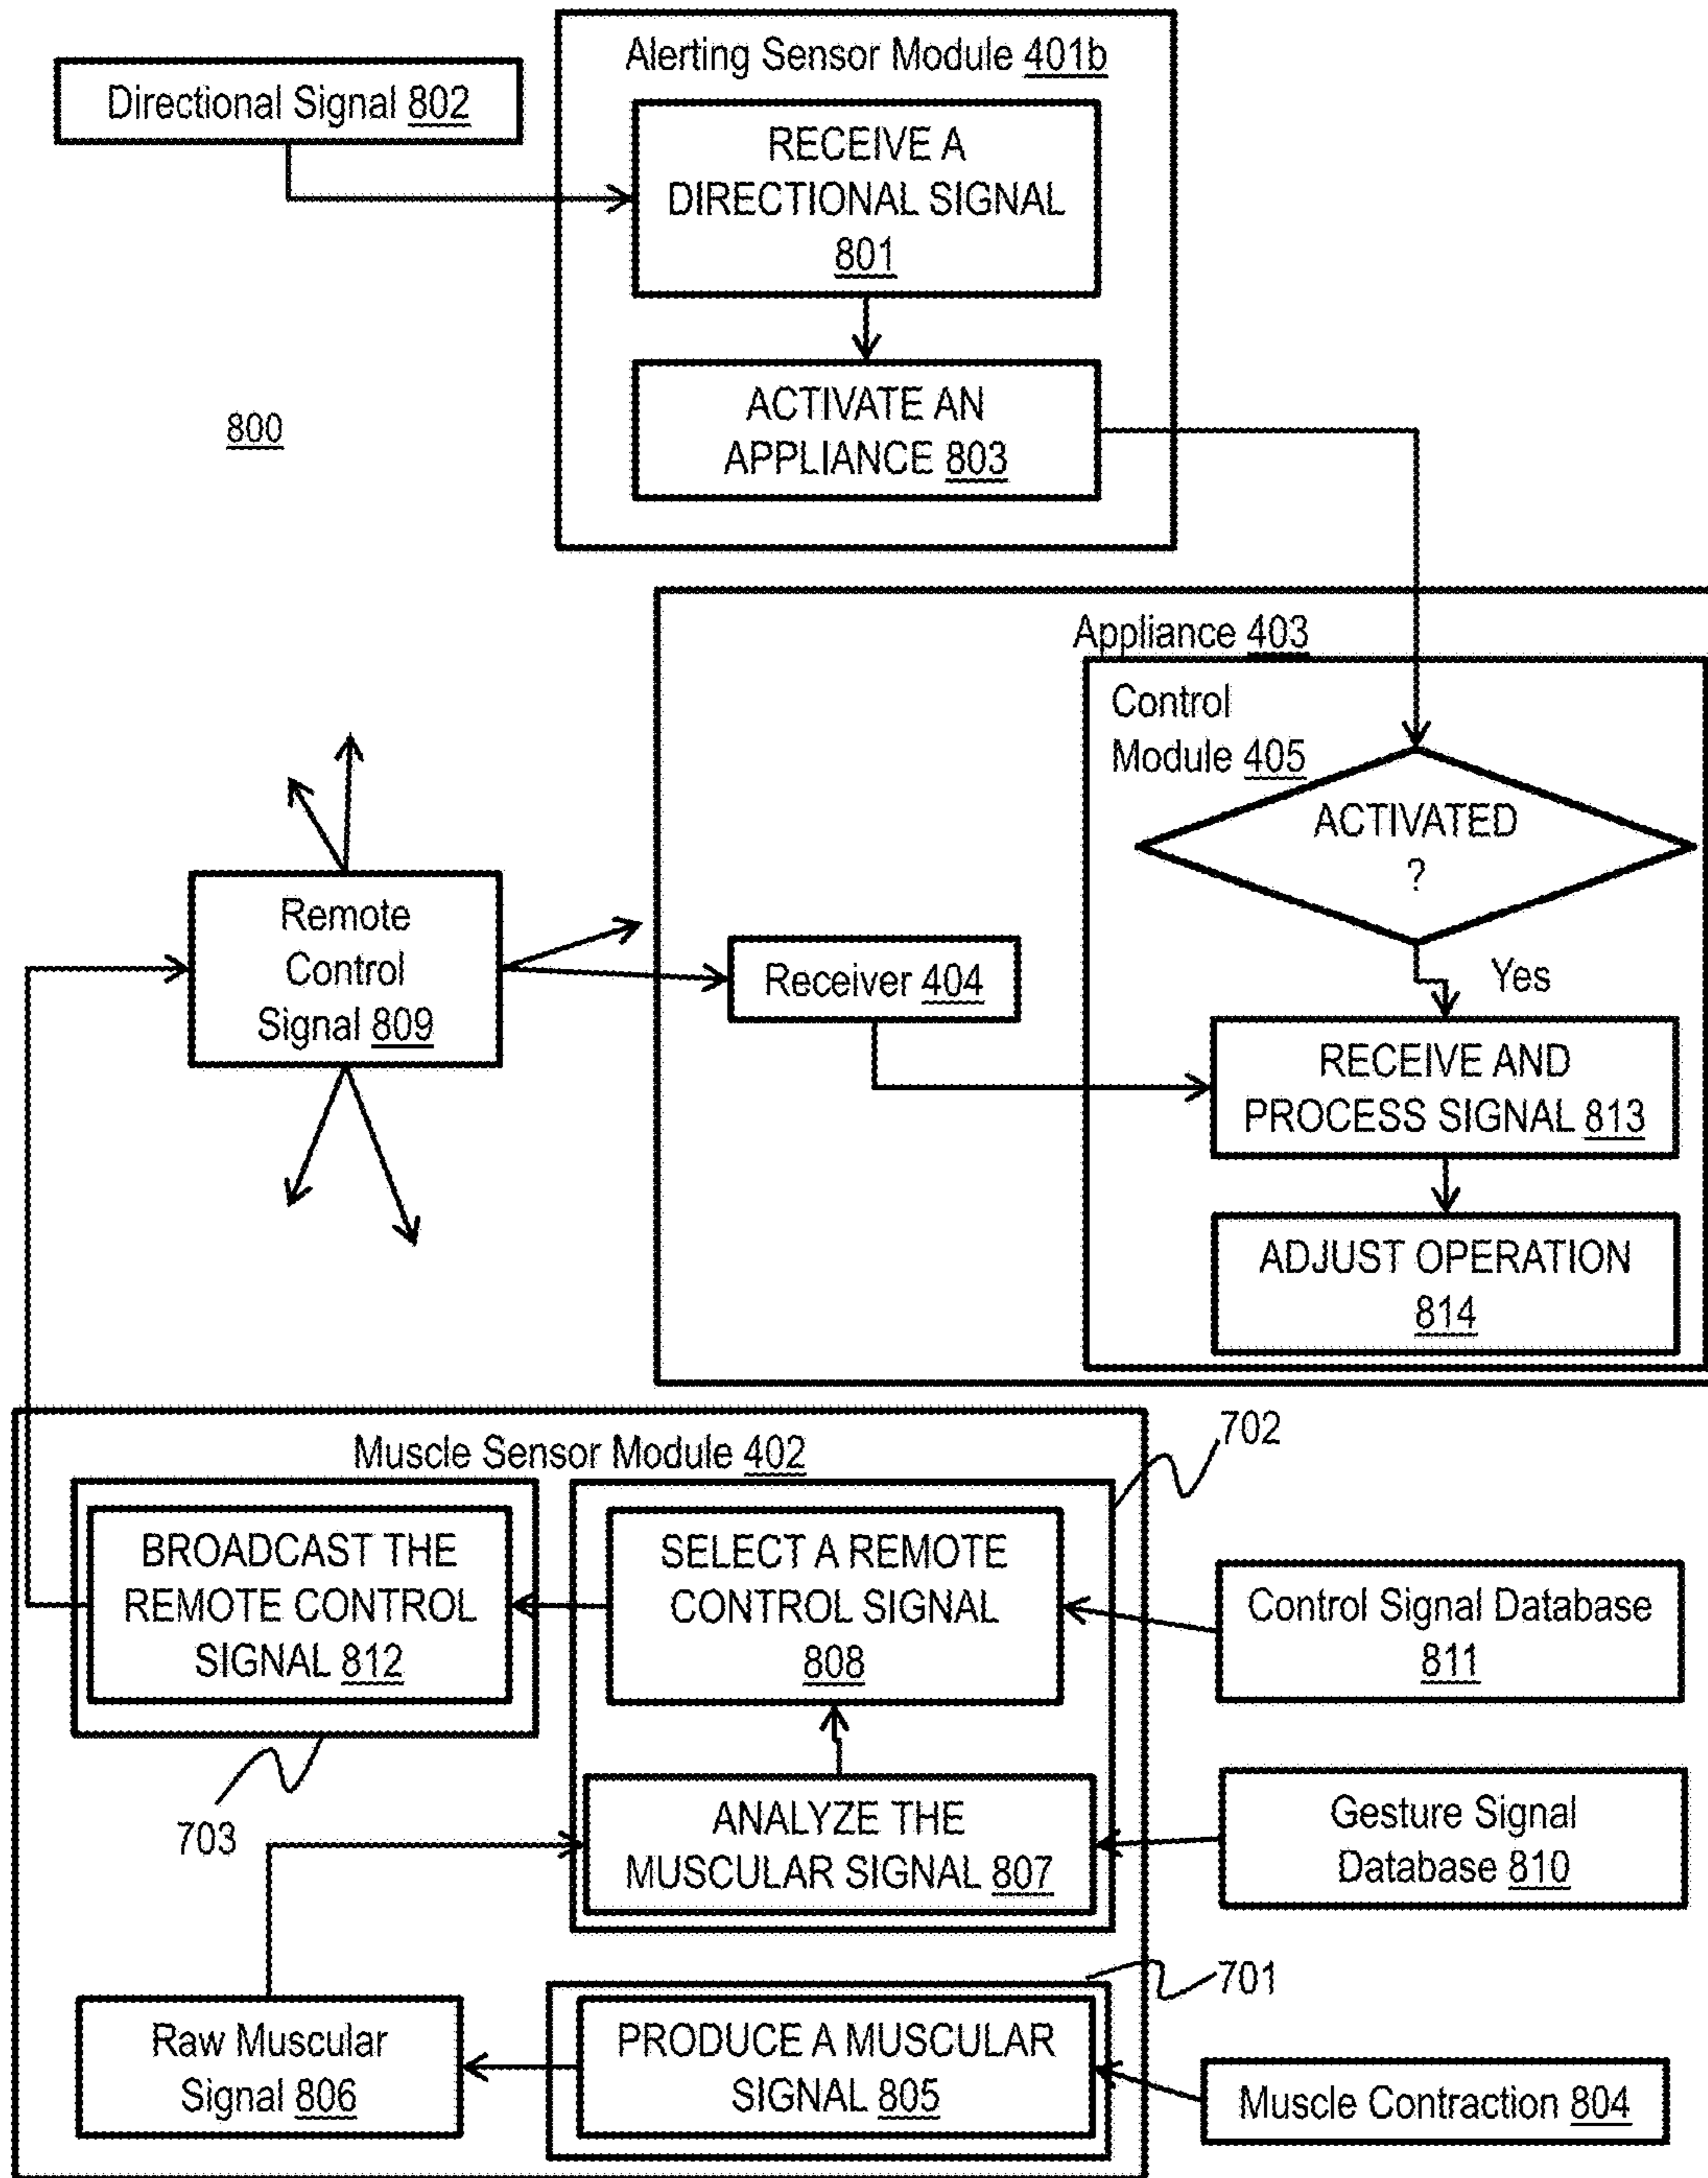 Alerting Sensor Module 401b
Directional Signal 802
RECEIVE A
DIRECTIONAL SIGNAL
801
ACTIVATE AN
APPLIANCE 803
800
Appliance 403
Control
Module 405
ACTIVATED
?
Yes
Remote
Control
Signal 809
Receiver 404
RECEIVE AND
PROCESS SIGNAL 813
ADJUST OPERATION
814
Muscle Sensor Module 402
702
BROADCAST THE
REMOTE CONTROL
SIGNAL 812
SELECT A REMOTE
CONTROL SIGNAL
808
Control Signal Database
811
703
ANALYZE THE
MUSCULAR SIGNAL 807
Gesture Signal
Database 810
701
Raw Muscular
Signal 806
PRODUCE A MUSCULAR
SIGNAL 805
Muscle Contraction 804